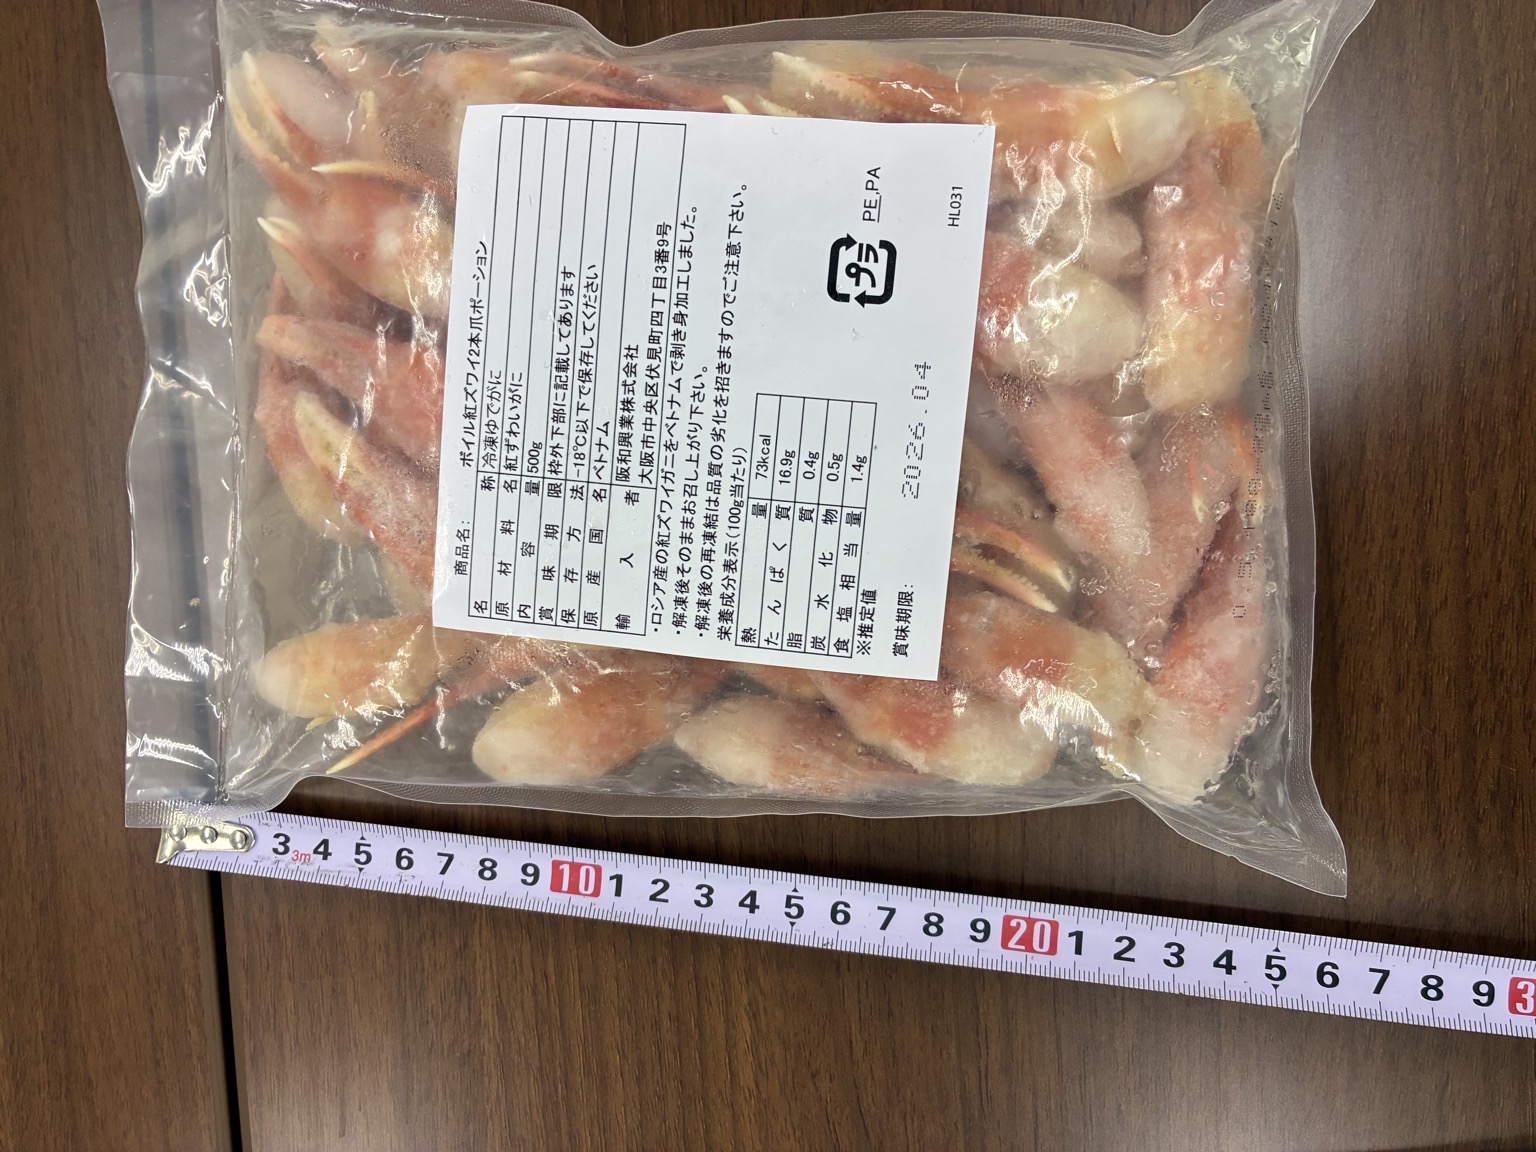 商品名: ボイル紅ズワイ2本爪ポーション
名称 冷凍ゆでがに
原材料名 紅ずわいがに
内容量 500g
賞味期限 枠外下部に記載してあります
保存方法 -18℃以下で保存してください
原産国名 ベトナム
輸入者 阪和興業株式会社
大阪市中央区伏見町四丁目3番9号
・ロシア産の紅ズワイガニをベトナムで剥き身加工しました。
・解凍後そのままお召し上がり下さい。
・解凍後の再凍結は品質の劣化を招きますのでご注意下さい。
栄養成分表示(100g当たり)
熱量 73kcal
たんぱく質 16.9g
脂質 0.4g
炭水化物 0.5g
食塩相当量 1.4g
※推定値
賞味期限: 2026.04
プラ
PE,PA
HL031
3m
3 4 5 6 7 8 9 10 1 2 3 4 5 6 7 8 9 20 1 2 3 4 5 6 7 8 9 3